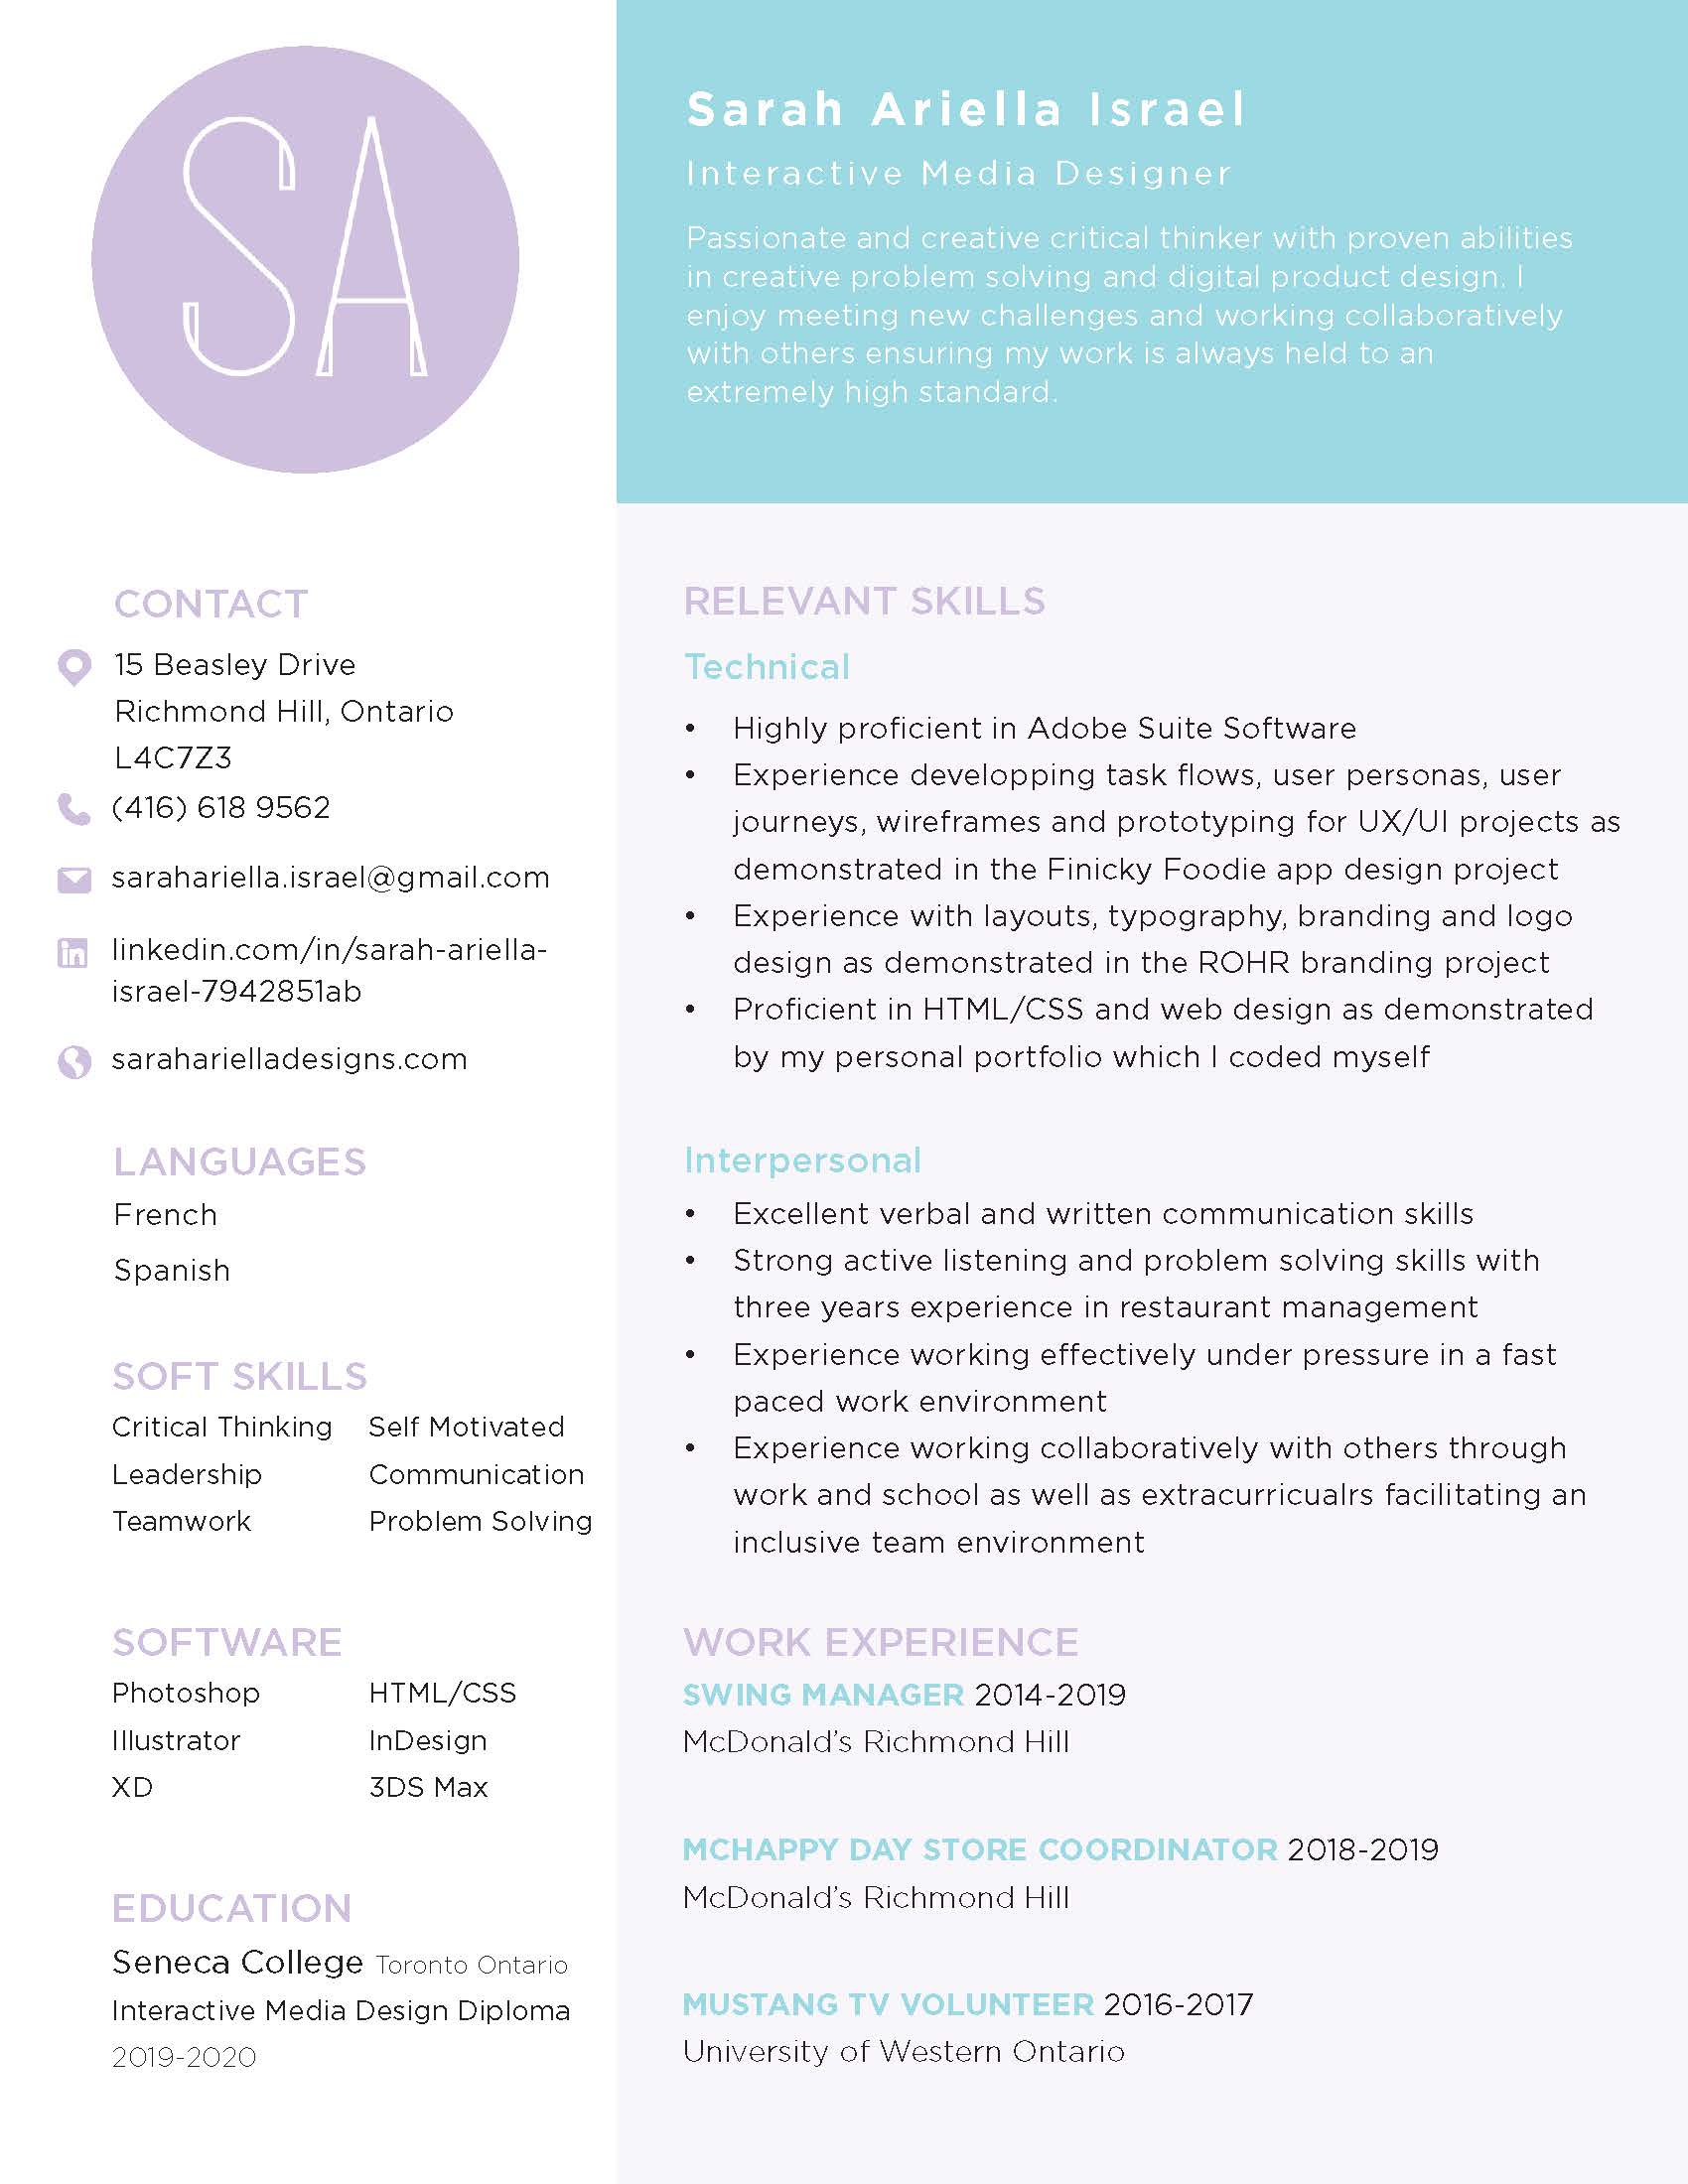 SA
Sarah Ariella Israel
Interactive Media Designer
Passionate and creative critical thinker with proven abilities
in creative problem solving and digital product design. I
enjoy meeting new challenges and working collaboratively
with others ensuring my work is always held to an
extremely high standard.
CONTACT
15 Beasley Drive
Richmond Hill, Ontario
L4C7Z3
(416) 618 9562
sarahariella.israel@gmail.com
linkedin.com/in/sarah-ariella-
israel-7942851ab
saraharielladesigns.com
LANGUAGES
French
Spanish
SOFT SKILLS
Critical Thinking Self Motivated
Leadership Communication
Teamwork Problem Solving
SOFTWARE
Photoshop HTML/CSS
Illustrator InDesign
XD 3DS Max
EDUCATION
Seneca College Toronto Ontario
Interactive Media Design Diploma
2019-2020
RELEVANT SKILLS
Technical
• Highly proficient in Adobe Suite Software
• Experience developping task flows, user personas, user
journeys, wireframes and prototyping for UX/UI projects as
demonstrated in the Finicky Foodie app design project
• Experience with layouts, typography, branding and logo
design as demonstrated in the ROHR branding project
• Proficient in HTML/CSS and web design as demonstrated
by my personal portfolio which I coded myself
Interpersonal
• Excellent verbal and written communication skills
• Strong active listening and problem solving skills with
three years experience in restaurant management
• Experience working effectively under pressure in a fast
paced work environment
• Experience working collaboratively with others through
work and school as well as extracurricualrs facilitating an
inclusive team environment
WORK EXPERIENCE
SWING MANAGER 2014-2019
McDonald's Richmond Hill
MCHAPPY DAY STORE COORDINATOR 2018-2019
McDonald's Richmond Hill
MUSTANG TV VOLUNTEER 2016-2017
University of Western Ontario